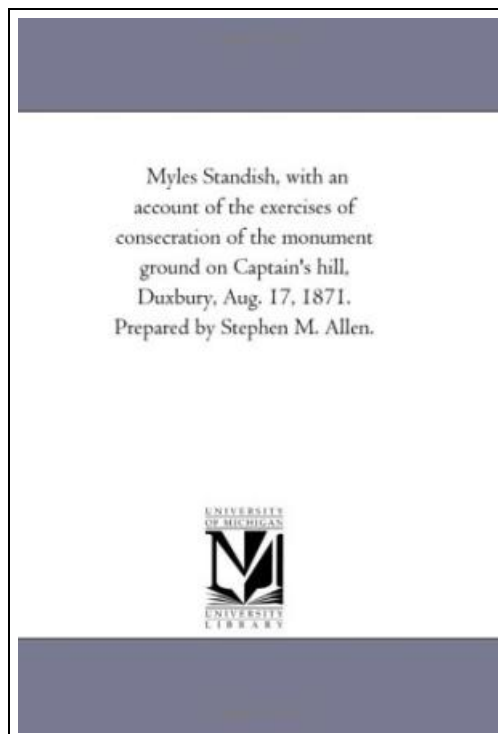 Myles Standish, with an
account of the exercises of
consecration of the monument
ground on Captain's hill,
Duxbury, Aug. 17, 1871.
Prepared by Stephen M. Allen.
UNIVERSITY
OF MICHIGAN
UNIVERSITY
LIBRARY